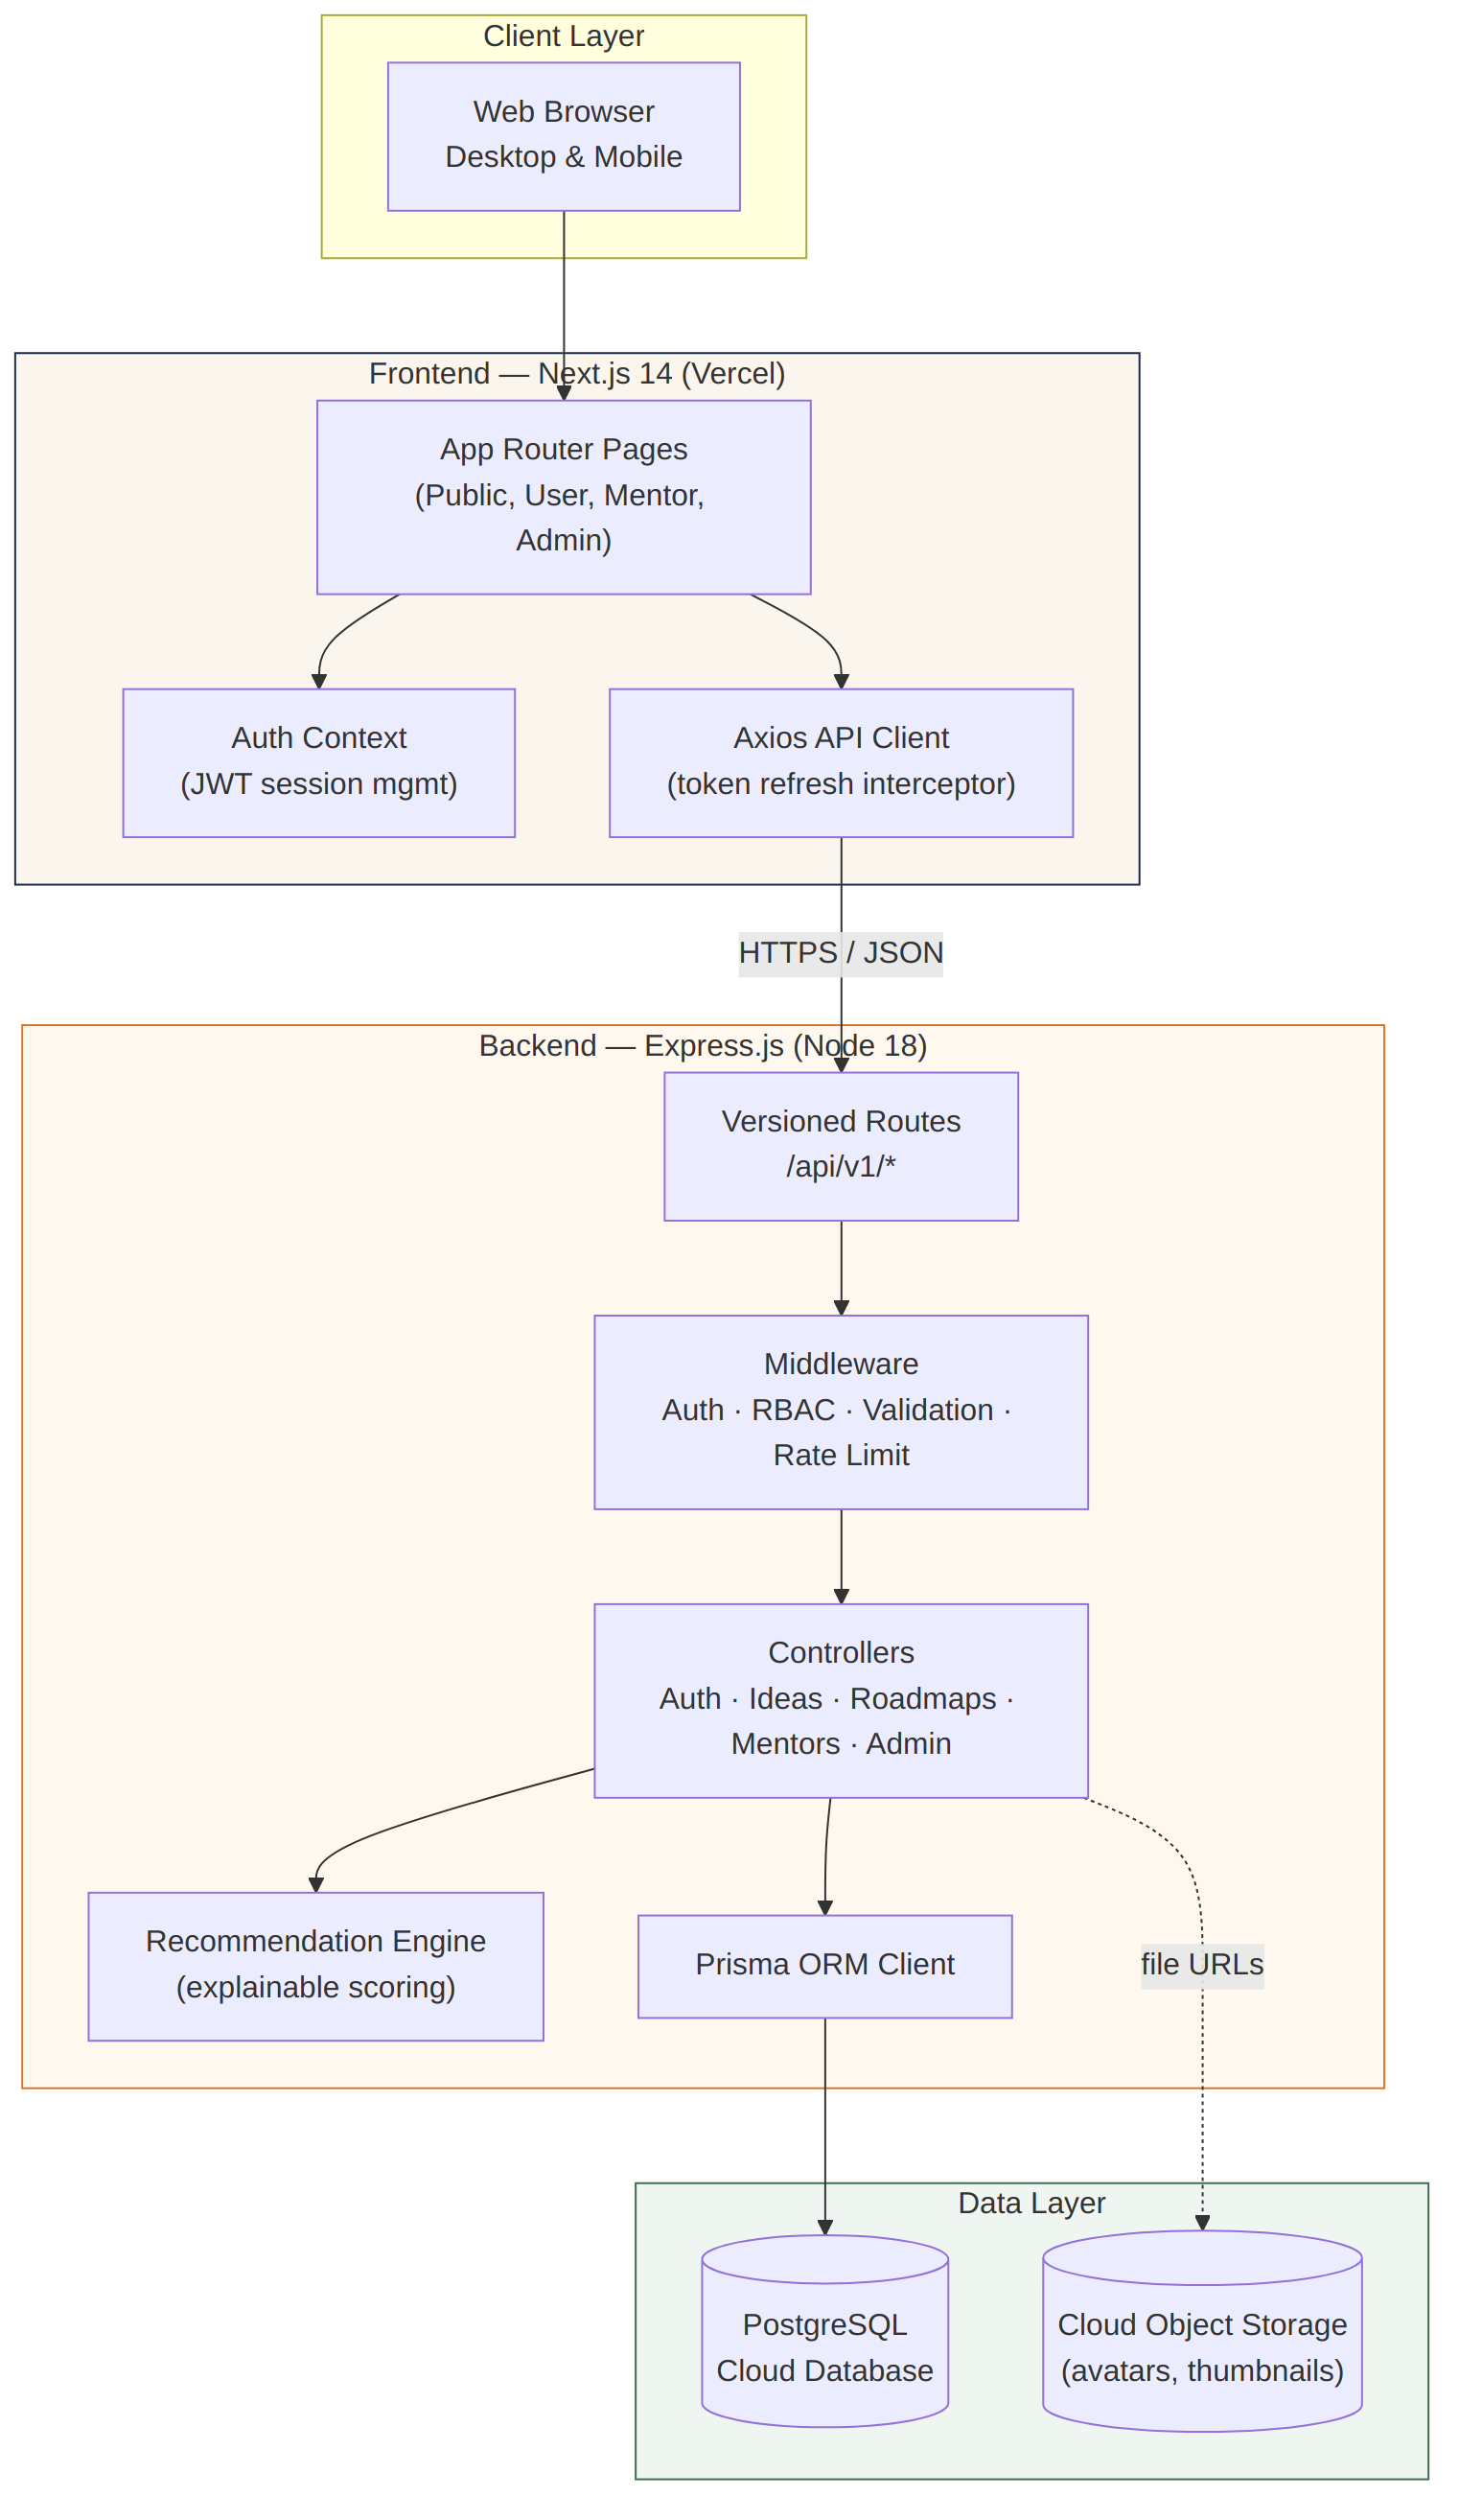 Client Layer
Web Browser
Desktop & Mobile
Frontend — Next.js 14 (Vercel)
App Router Pages
(Public, User, Mentor,
Admin)
Auth Context
(JWT session mgmt)
Axios API Client
(token refresh interceptor)
HTTPS / JSON
Backend — Express.js (Node 18)
Versioned Routes
/api/v1/*
Middleware
Auth · RBAC · Validation ·
Rate Limit
Controllers
Auth · Ideas · Roadmaps ·
Mentors · Admin
Recommendation Engine
(explainable scoring)
Prisma ORM Client
file URLs
Data Layer
PostgreSQL
Cloud Database
Cloud Object Storage
(avatars, thumbnails)